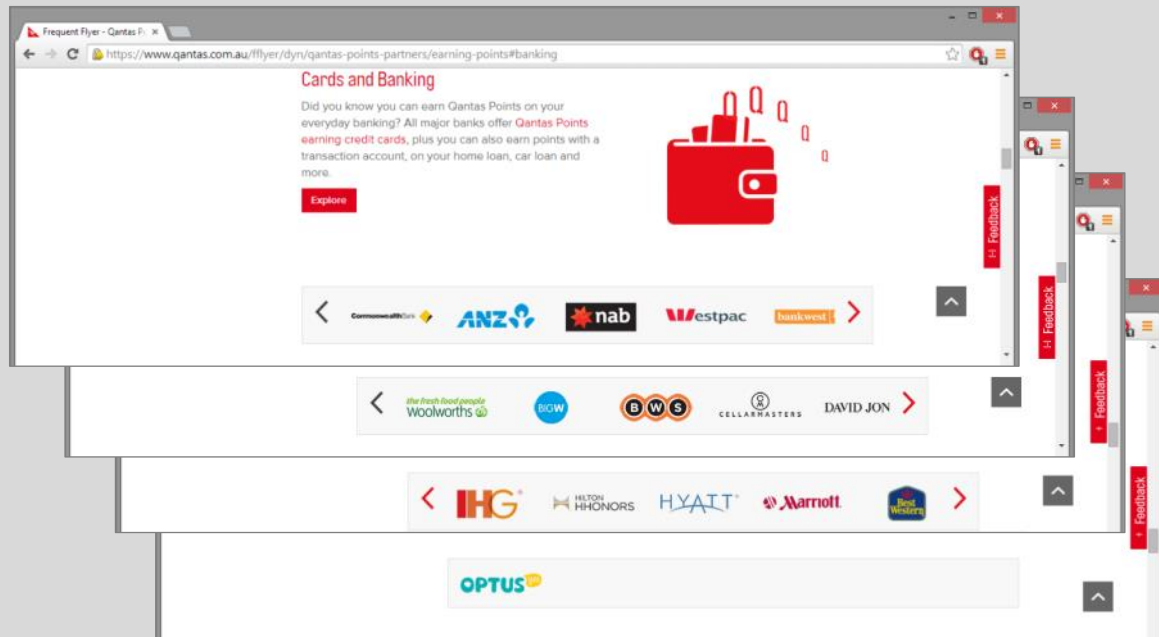 Frequent Flyer - Qantas P
https://www.qantas.com.au/fflyer/dyn/qantas-points-partners/earning-points#banking
Cards and Banking
Did you know you can earn Qantas Points on your
everyday banking? All major banks offer Qantas Points
earning credit cards, plus you can also earn points with a
transaction account, on your home loan, car loan and
more.
Explore
Q Q Q Q Q
Feedback
CommonwealthBank ANZ nab Westpac bankwest
Feedback
the fresh food people
woolworths BIGW BWS CELLARMASTERS DAVID JON
Feedback
IHG HILTON HHONORS HYATT Marriott Best Western
Feedback
OPTUS